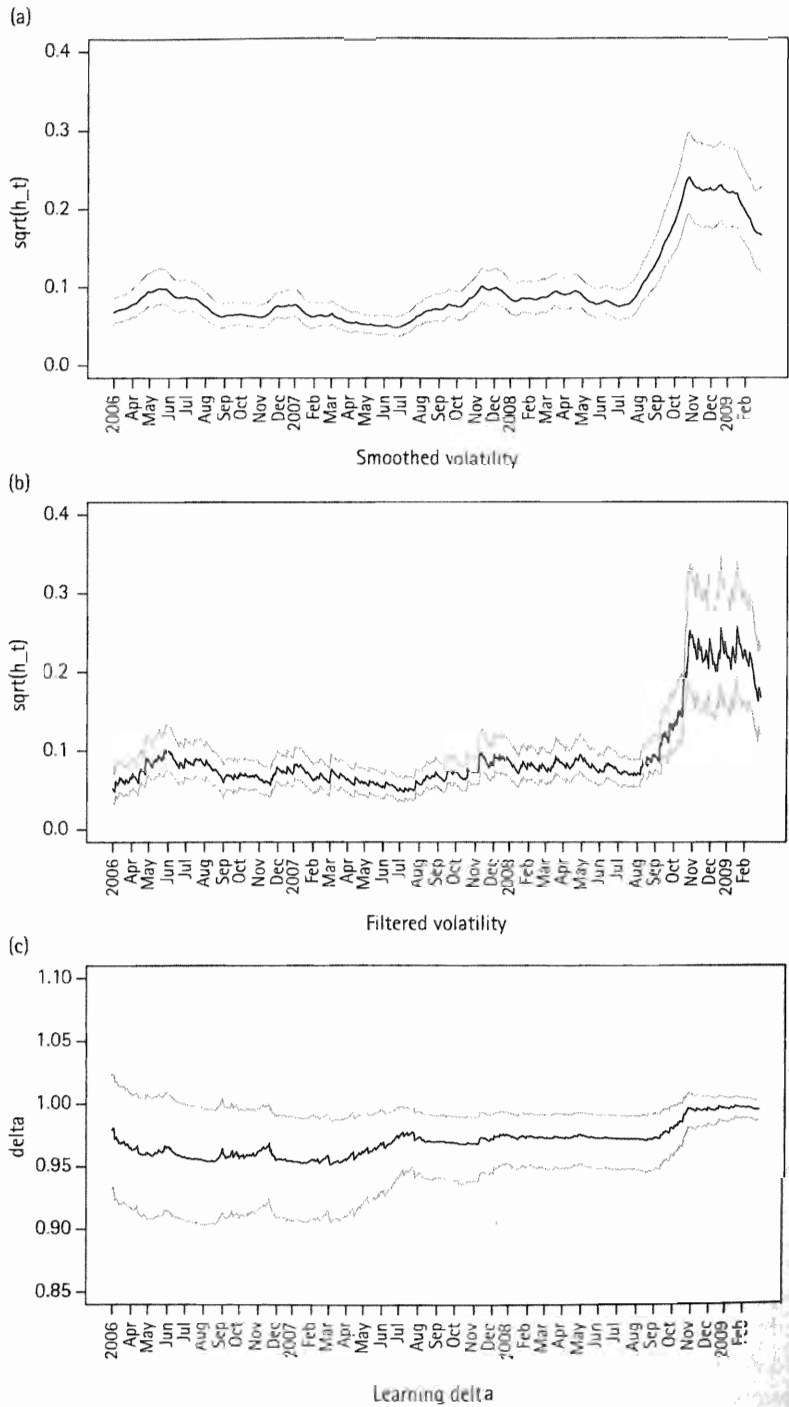 (a)
0.4
0.3
0.2
0.1
0.0
sqrt(h_t)
2006 Apr May Jun Jul Aug Sep Oct Nov Dec 2007 Feb Mar Apr May Jun Jul Aug Sep Oct Nov Dec 2008 Feb Mar Apr May Jun Jul Aug Sep Oct Nov Dec 2009 Feb
Smoothed volatility
(b)
0.4
0.3
0.2
0.1
0.0
sqrt(h_t)
2006 Apr May Jun Jul Aug Sep Oct Nov Dec 2007 Feb Mar Apr May Jun Jul Aug Sep Oct Nov Dec 2008 Feb Mar Apr May Jun Jul Aug Sep Oct Nov Dec 2009 Feb
Filtered volatility
(c)
1.10
1.05
1.00
0.95
0.90
0.85
delta
2006 Apr May Jun Jul Aug Sep Oct Nov Dec 2007 Feb Mar Apr May Jun Jul Aug Sep Oct Nov Dec 2008 Feb Mar Apr May Jun Jul Aug Sep Oct Nov Dec 2009 Feb
Learning delta